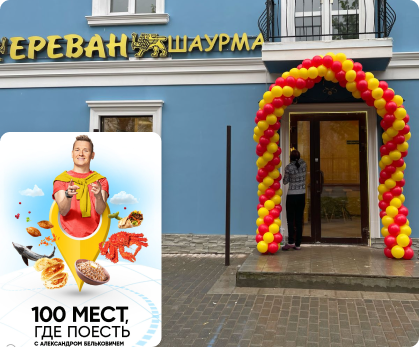 ЕРЕВАН ШАУРМА
100 МЕСТ,
ГДЕ ПОЕСТЬ
С АЛЕКСАНДРОМ БЕЛЬКОВИЧЕМ